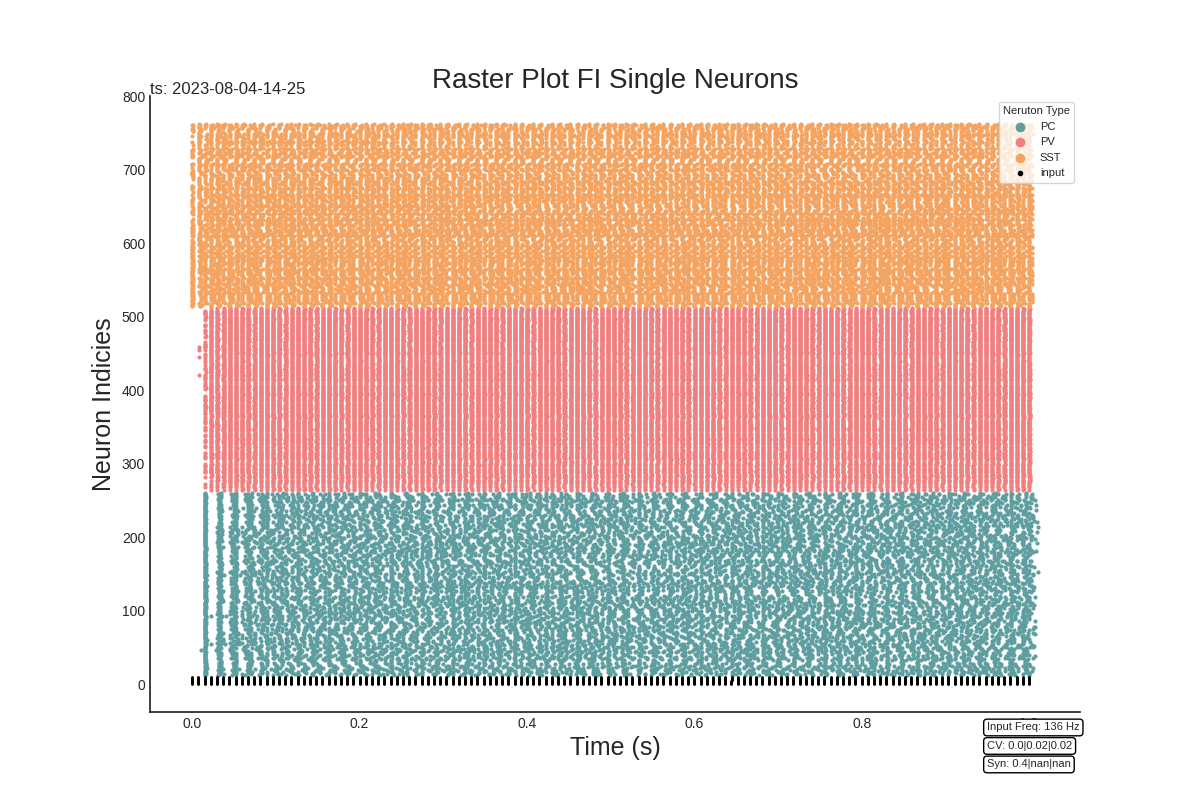 Raster Plot FI Single Neurons
ts: 2023-08-04-14-25
Neruton Type
PC
PV
SST
input
Neuron Indicies
800
700
600
500
400
300
200
100
0
0.0 0.2 0.4 0.6 0.8
Time (s)
Input Freq: 136 Hz
CV: 0.0|0.02|0.02
Syn: 0.4|nan|nan